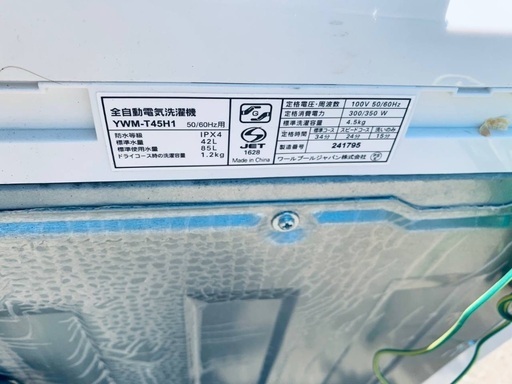 全自動電気洗濯機
YWM-T45H1 50/60Hz用
防水等級 IPX4
標準水量 42L
標準使用水量 85L
ドライコース時の洗濯容量 1.2kg
G
JET
1628
Made in China
定格電圧・周波数 100V 50/60Hz
定格消費電力 300/350 W
標準洗濯容量 4.5kg
定格時間 標準コース スピードコース 洗いのみ
34分 24分 15分
製造番号 241795
ワールプールジャパン株式会社